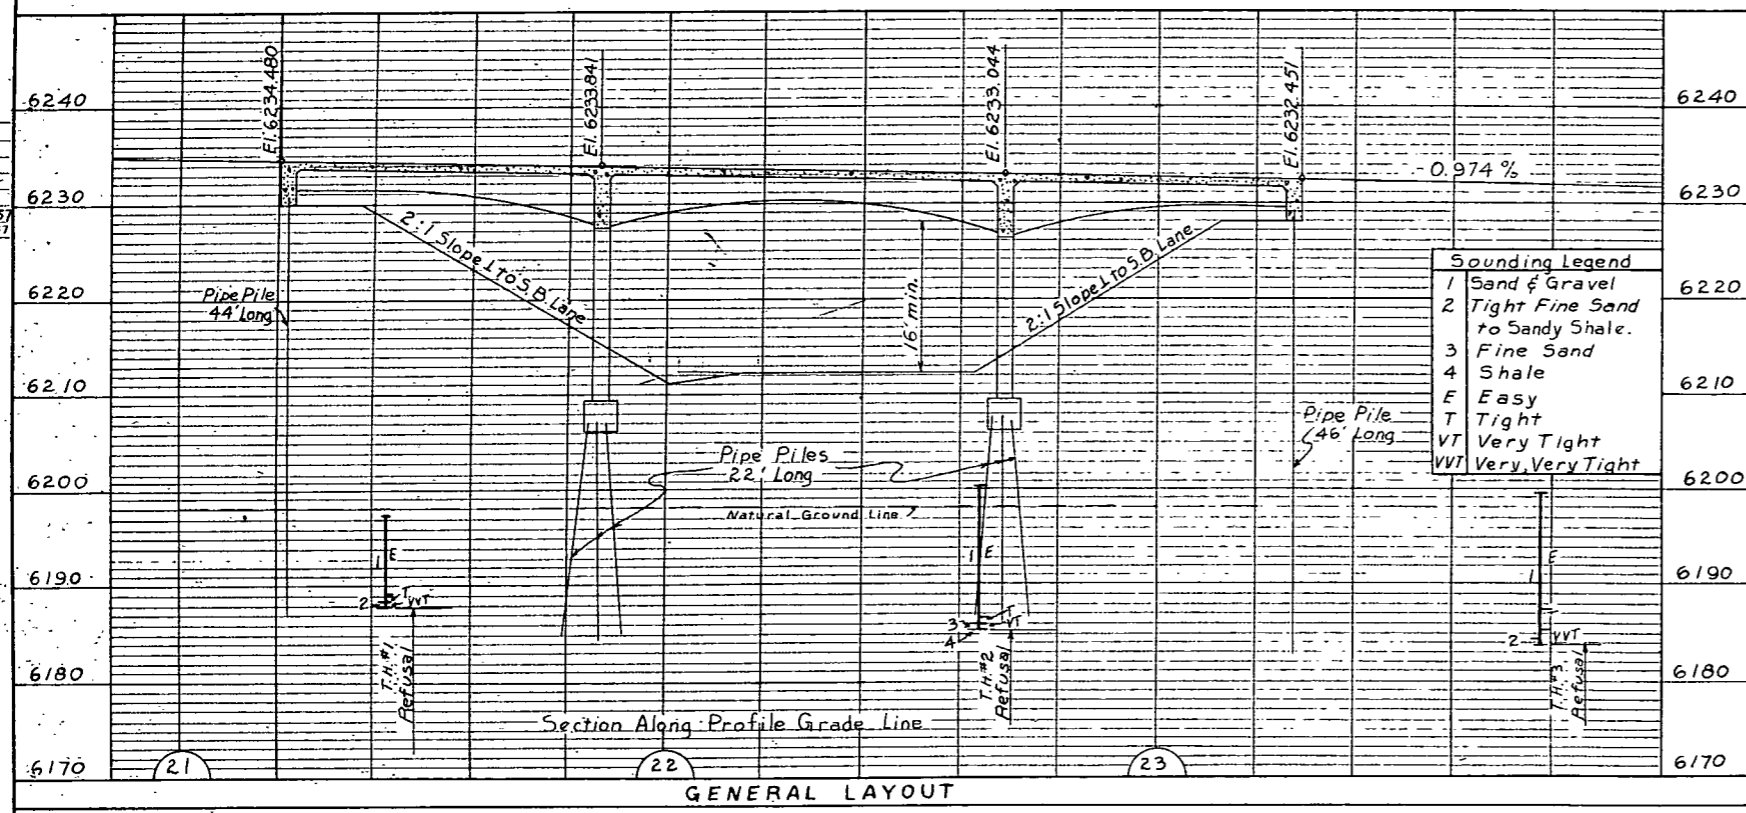 El. 6234.480
El. 6233.841
El. 6233.044
El. 6232.451
6240
6240
0.974 %
6230
6230
2:1 Slope ⊥ to S.B. Lane
2:1 Slope ⊥ to S.B. Lane
16' min.
Sounding Legend
1 Sand & Gravel
2 Tight Fine Sand
to Sandy Shale.
3 Fine Sand
4 Shale
E Easy
T Tight
VT Very Tight
VVT Very, Very Tight
6220
6220
Pipe Pile
44' Long
6210
6210
Pipe Pile
46' Long
Pipe Piles
22' Long
6200
6200
Natural Ground Line
1 E
1 E
1 E
6190
6190
T
2 VVT
T
3 VT
4
2 VVT
T.H.#1
Refusal
T.H.#2
Refusal
T.H.#3
Refusal
6180
6180
Section Along Profile Grade Line
6170
21
22
23
6170
GENERAL LAYOUT